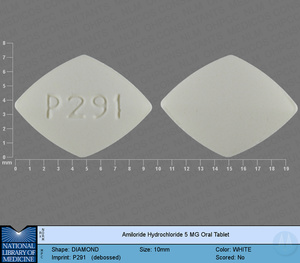 P291
8
7
6
5
4
3
2
1
0
mm
0 1 2 3 4 5 6 7 8 9 10 11 12 13 14 15 16 17 18 19
mm
Amiloride Hydrochloride 5 MG Oral Tablet
NATIONAL
LIBRARY OF
MEDICINE
Shape: DIAMOND Size: 10mm Color: WHITE
Imprint: P291 (debossed) Scored: No